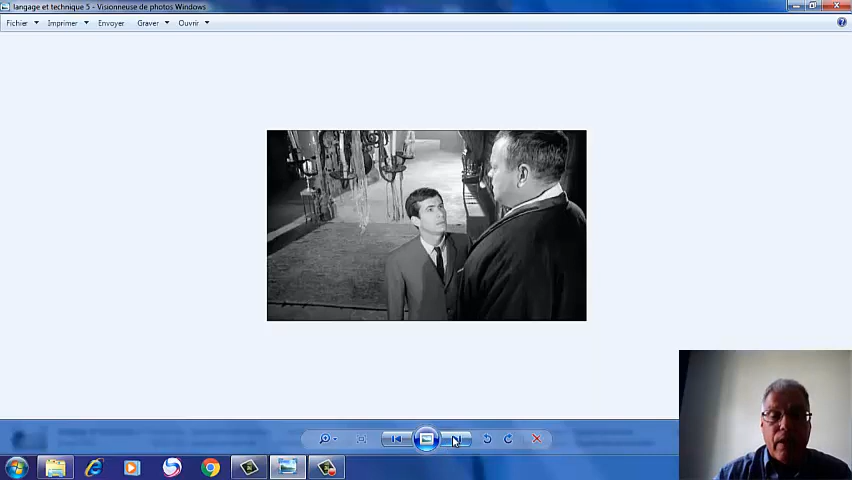 langage et technique 5 - Visionneuse de photos Windows
Fichier Imprimer Envoyer Graver Ouvrir